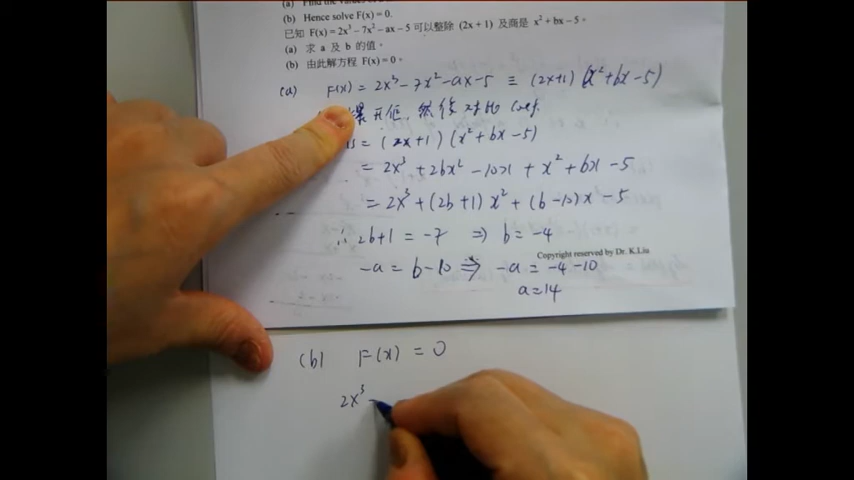 (a) Find the values of
(b) Hence solve F(x) = 0.
已知 F(x) = 2x³ – 7x² – ax – 5 可以整除 (2x + 1) 及商是 x² + bx – 5。
(a) 求 a 及 b 的值。
(b) 由此解方程 F(x) = 0。
(a) F(x) = 2x³ – 7x² – ax – 5 ≡ (2x+1) (x² + bx – 5)
然後对比 coef.
= (2x+1) (x² + bx – 5)
= 2x³ + 2bx² – 10x + x² + bx – 5
= 2x³ + (2b+1) x² + (b–10) x – 5
∴ 2b+1 = –7 ⇒ b = –4
Copyright reserved by Dr. K.Liu
–a = b–10 ⇒ –a = –4 –10
a = 14
(b) F(x) = 0
2x³ –